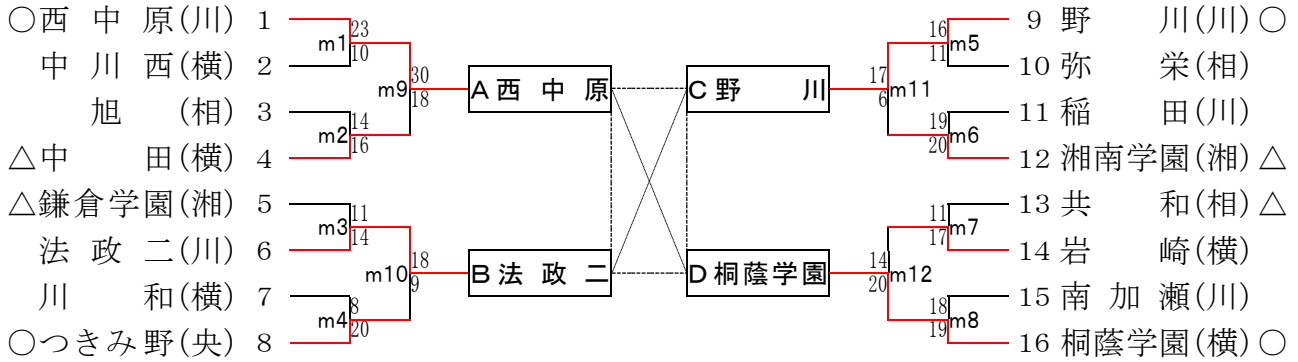 ○西中原(川) 1
23
m1
10
中川西(横) 2
30
m9
18
旭 (相) 3
14
m2
16
△中 田(横) 4
△鎌倉学園(湘) 5
11
m3
14
法政二(川) 6
18
m10
9
川 和(横) 7
8
m4
20
○つきみ野(央) 8
A西中原
B法政二
C野 川
D桐蔭学園
9 野 川(川)○
16
m5
11
10 弥 栄(相)
17
m11
6
11 稲 田(川)
19
m6
20
12 湘南学園(湘)△
13 共 和(相)△
11
m7
17
14 岩 崎(横)
14
m12
20
15 南加瀬(川)
18
m8
19
16 桐蔭学園(横)○